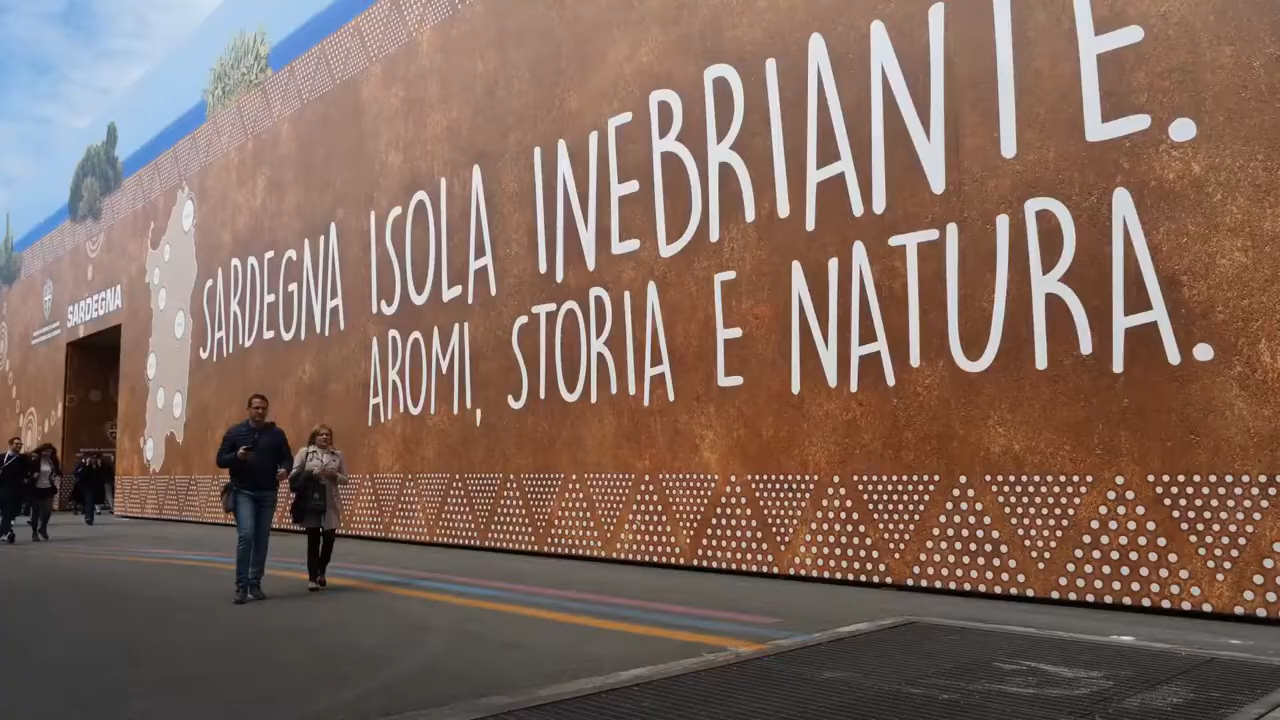 SARDEGNA ISOLA INEBRIANTE.
AROMI, STORIA E NATURA.
SARDEGNA